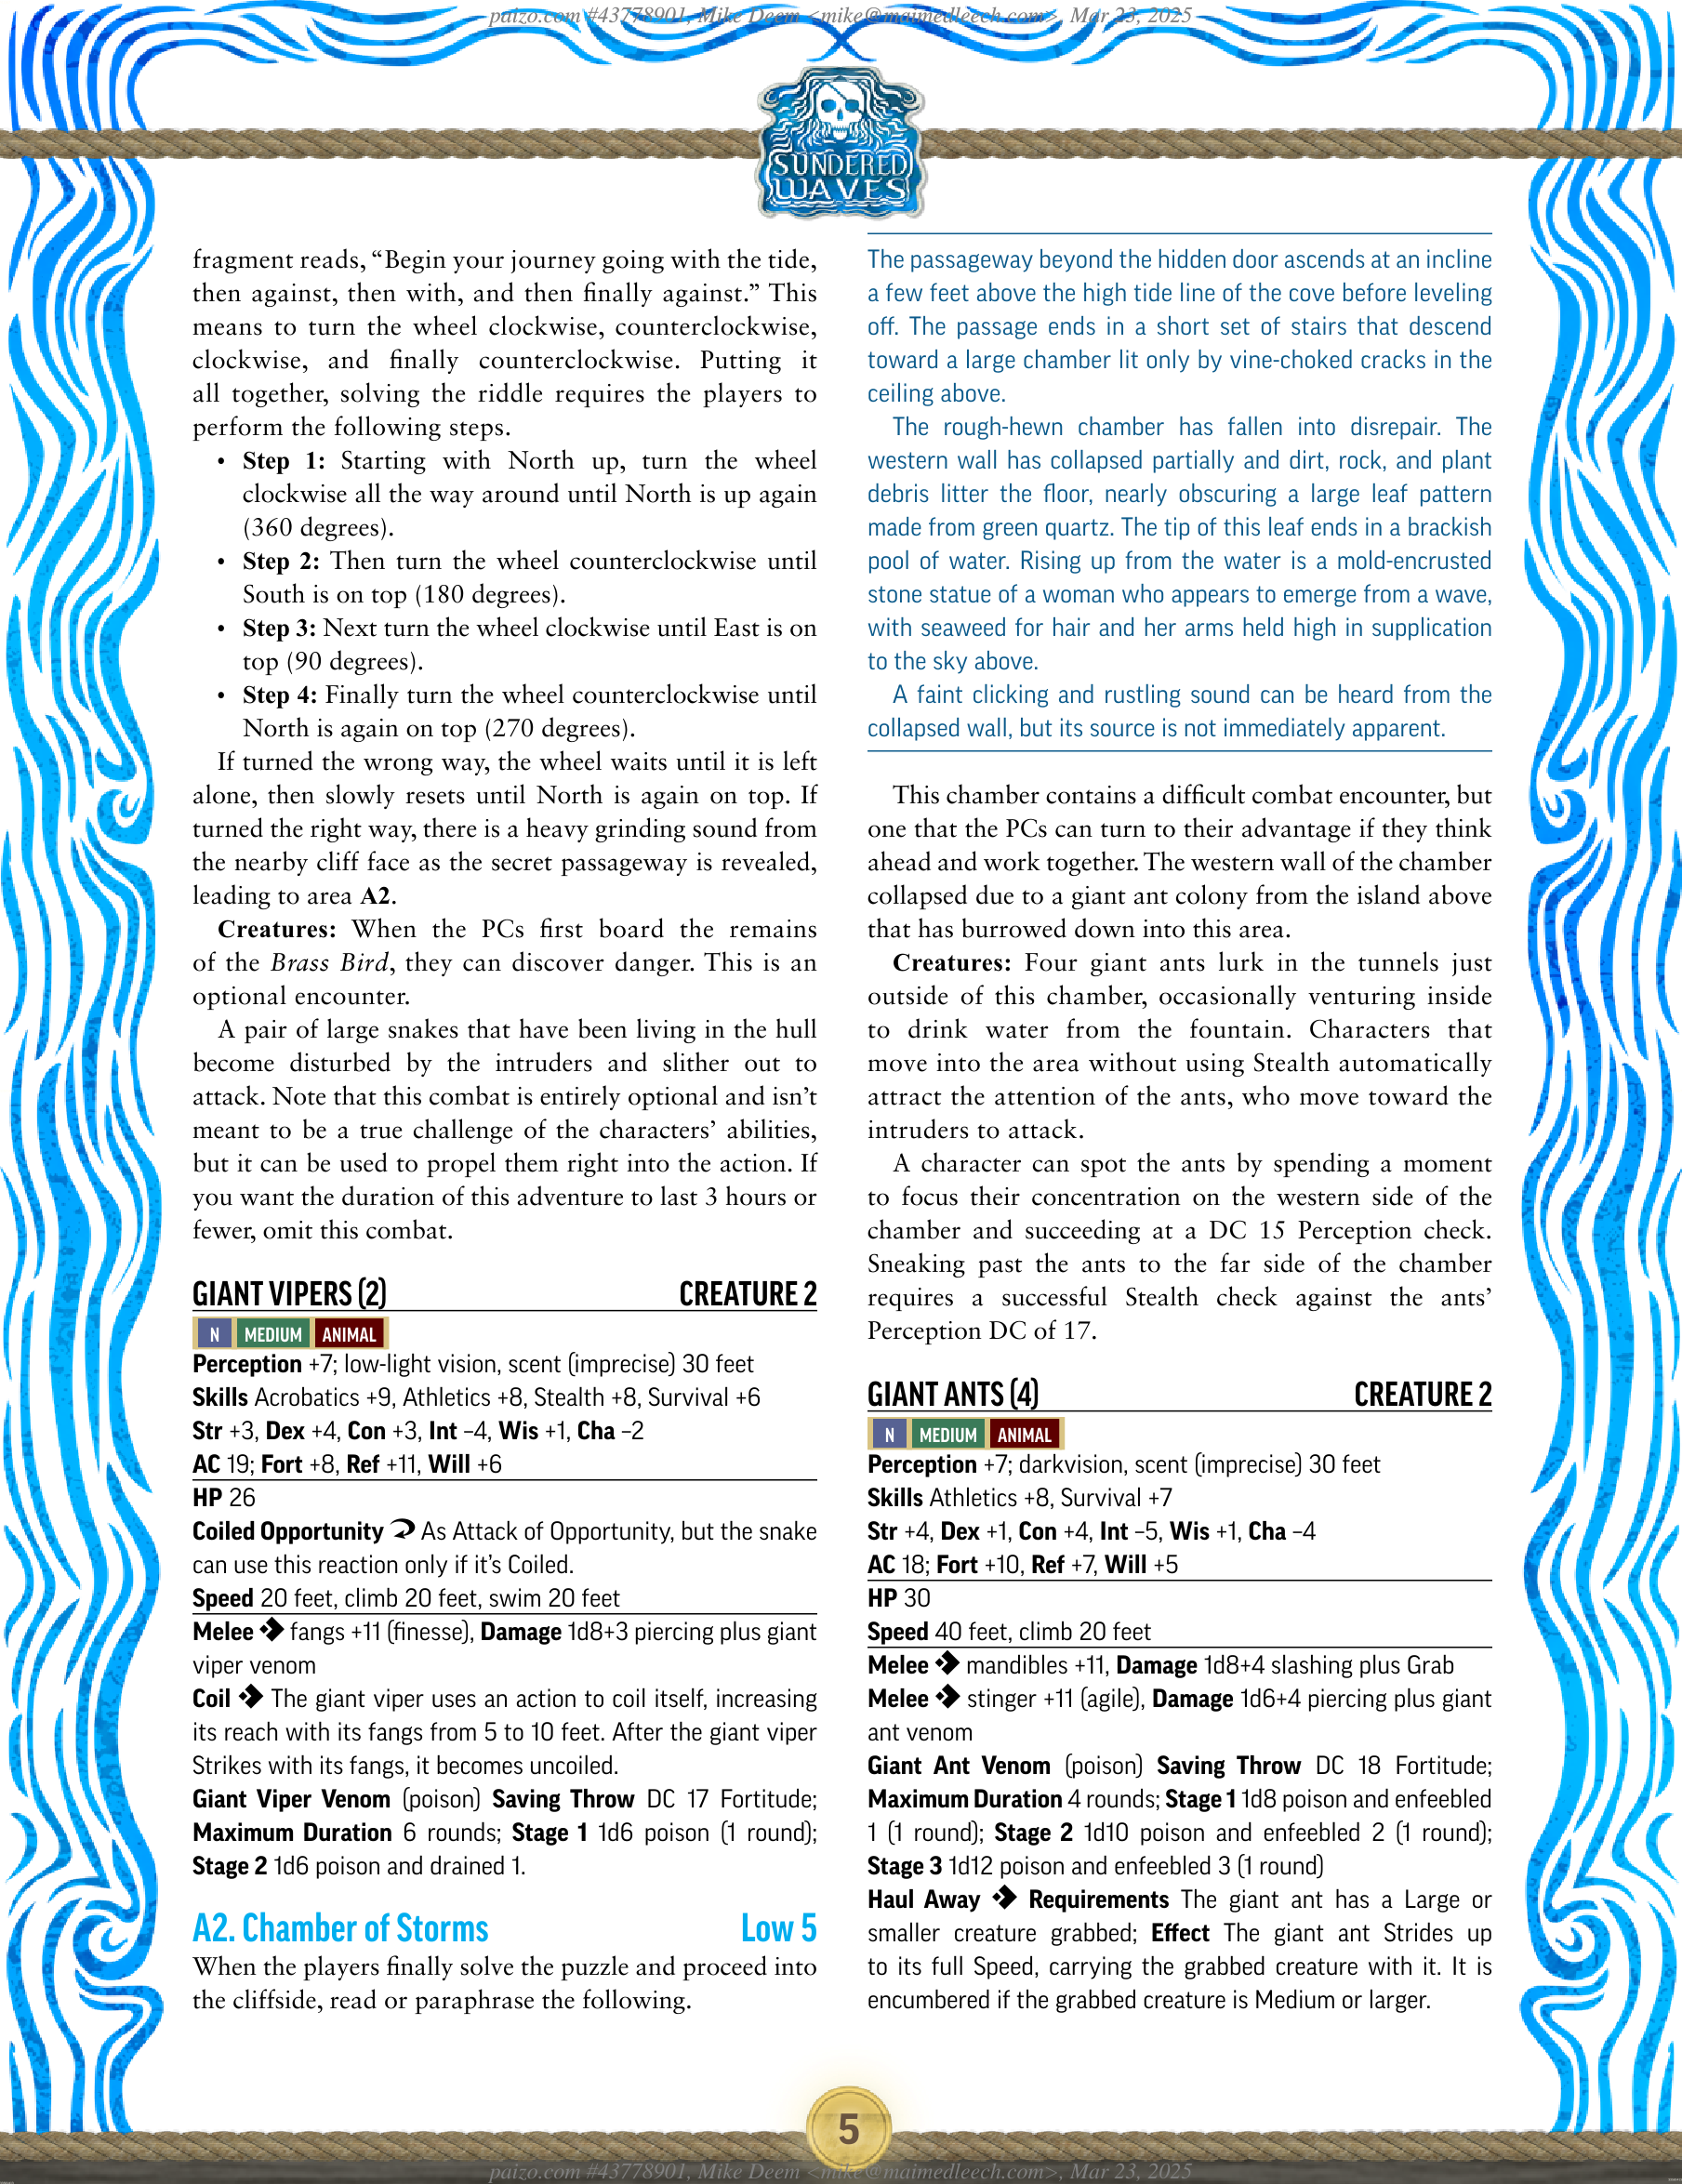 paizo.com #43778901, Mike Deem <mike@maimedleech.com>, Mar 23, 2025
SUNDERED
WAVES
fragment reads, “Begin your journey going with the tide,
then against, then with, and then finally against.” This
means to turn the wheel clockwise, counterclockwise,
clockwise, and finally counterclockwise. Putting it
all together, solving the riddle requires the players to
perform the following steps.
• Step 1: Starting with North up, turn the wheel
clockwise all the way around until North is up again
(360 degrees).
• Step 2: Then turn the wheel counterclockwise until
South is on top (180 degrees).
• Step 3: Next turn the wheel clockwise until East is on
top (90 degrees).
• Step 4: Finally turn the wheel counterclockwise until
North is again on top (270 degrees).
If turned the wrong way, the wheel waits until it is left
alone, then slowly resets until North is again on top. If
turned the right way, there is a heavy grinding sound from
the nearby cliff face as the secret passageway is revealed,
leading to area A2.
Creatures: When the PCs first board the remains
of the Brass Bird, they can discover danger. This is an
optional encounter.
A pair of large snakes that have been living in the hull
become disturbed by the intruders and slither out to
attack. Note that this combat is entirely optional and isn’t
meant to be a true challenge of the characters’ abilities,
but it can be used to propel them right into the action. If
you want the duration of this adventure to last 3 hours or
fewer, omit this combat.
GIANT VIPERS (2) CREATURE 2
N MEDIUM ANIMAL
Perception +7; low-light vision, scent (imprecise) 30 feet
Skills Acrobatics +9, Athletics +8, Stealth +8, Survival +6
Str +3, Dex +4, Con +3, Int –4, Wis +1, Cha –2
AC 19; Fort +8, Ref +11, Will +6
HP 26
Coiled Opportunity As Attack of Opportunity, but the snake
can use this reaction only if it’s Coiled.
Speed 20 feet, climb 20 feet, swim 20 feet
Melee fangs +11 (finesse), Damage 1d8+3 piercing plus giant
viper venom
Coil The giant viper uses an action to coil itself, increasing
its reach with its fangs from 5 to 10 feet. After the giant viper
Strikes with its fangs, it becomes uncoiled.
Giant Viper Venom (poison) Saving Throw DC 17 Fortitude;
Maximum Duration 6 rounds; Stage 1 1d6 poison (1 round);
Stage 2 1d6 poison and drained 1.
A2. Chamber of Storms Low 5
When the players finally solve the puzzle and proceed into
the cliffside, read or paraphrase the following.
The passageway beyond the hidden door ascends at an incline
a few feet above the high tide line of the cove before leveling
off. The passage ends in a short set of stairs that descend
toward a large chamber lit only by vine-choked cracks in the
ceiling above.
The rough-hewn chamber has fallen into disrepair. The
western wall has collapsed partially and dirt, rock, and plant
debris litter the floor, nearly obscuring a large leaf pattern
made from green quartz. The tip of this leaf ends in a brackish
pool of water. Rising up from the water is a mold-encrusted
stone statue of a woman who appears to emerge from a wave,
with seaweed for hair and her arms held high in supplication
to the sky above.
A faint clicking and rustling sound can be heard from the
collapsed wall, but its source is not immediately apparent.
This chamber contains a difficult combat encounter, but
one that the PCs can turn to their advantage if they think
ahead and work together. The western wall of the chamber
collapsed due to a giant ant colony from the island above
that has burrowed down into this area.
Creatures: Four giant ants lurk in the tunnels just
outside of this chamber, occasionally venturing inside
to drink water from the fountain. Characters that
move into the area without using Stealth automatically
attract the attention of the ants, who move toward the
intruders to attack.
A character can spot the ants by spending a moment
to focus their concentration on the western side of the
chamber and succeeding at a DC 15 Perception check.
Sneaking past the ants to the far side of the chamber
requires a successful Stealth check against the ants’
Perception DC of 17.
GIANT ANTS (4) CREATURE 2
N MEDIUM ANIMAL
Perception +7; darkvision, scent (imprecise) 30 feet
Skills Athletics +8, Survival +7
Str +4, Dex +1, Con +4, Int –5, Wis +1, Cha –4
AC 18; Fort +10, Ref +7, Will +5
HP 30
Speed 40 feet, climb 20 feet
Melee mandibles +11, Damage 1d8+4 slashing plus Grab
Melee stinger +11 (agile), Damage 1d6+4 piercing plus giant
ant venom
Giant Ant Venom (poison) Saving Throw DC 18 Fortitude;
Maximum Duration 4 rounds; Stage 1 1d8 poison and enfeebled
1 (1 round); Stage 2 1d10 poison and enfeebled 2 (1 round);
Stage 3 1d12 poison and enfeebled 3 (1 round)
Haul Away Requirements The giant ant has a Large or
smaller creature grabbed; Effect The giant ant Strides up
to its full Speed, carrying the grabbed creature with it. It is
encumbered if the grabbed creature is Medium or larger.
5
paizo.com #43778901, Mike Deem <mike@maimedleech.com>, Mar 23, 2025